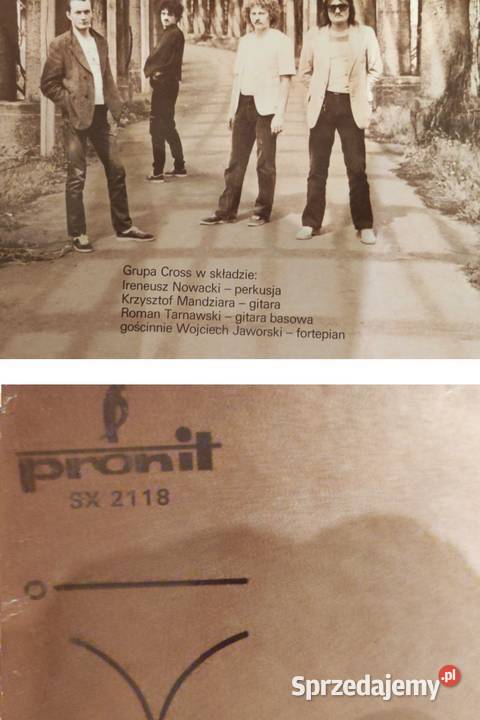 Grupa Cross w składzie:
Ireneusz Nowacki – perkusja
Krzysztof Mandziara – gitara
Roman Tarnawski – gitara basowa
gościnnie Wojciech Jaworski – fortepian
pronit
SX 2118
Sprzedajemy.pl